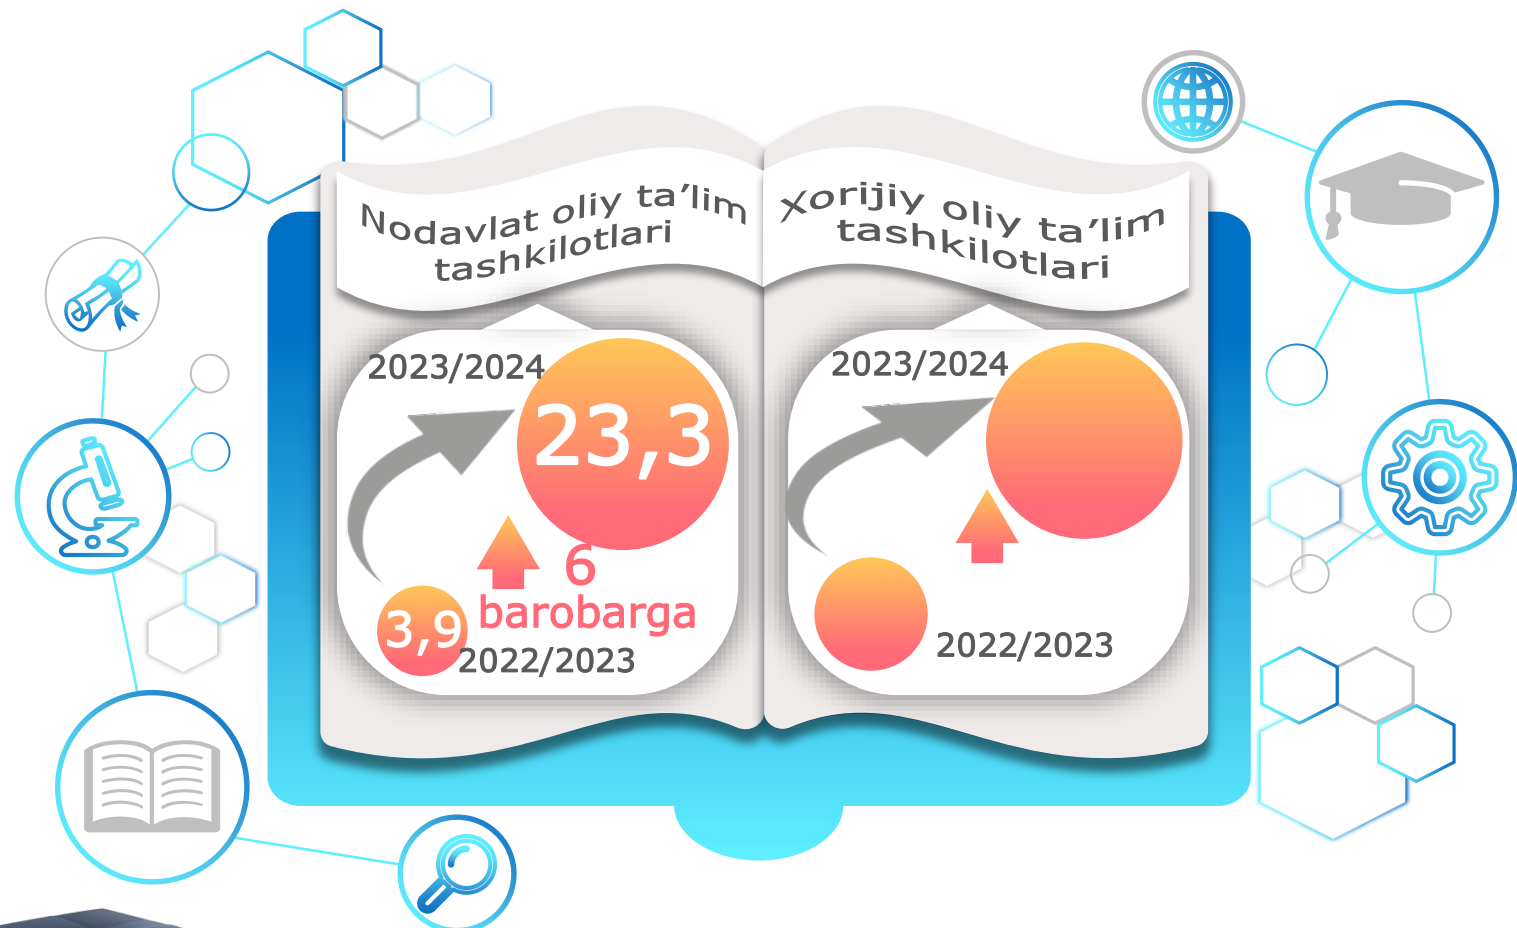 Nodavlat oliy ta’lim
tashkilotlari
2023/2024
23,3
6
barobarga
3,9
2022/2023
Xorijiy oliy ta’lim
tashkilotlari
2023/2024
2022/2023